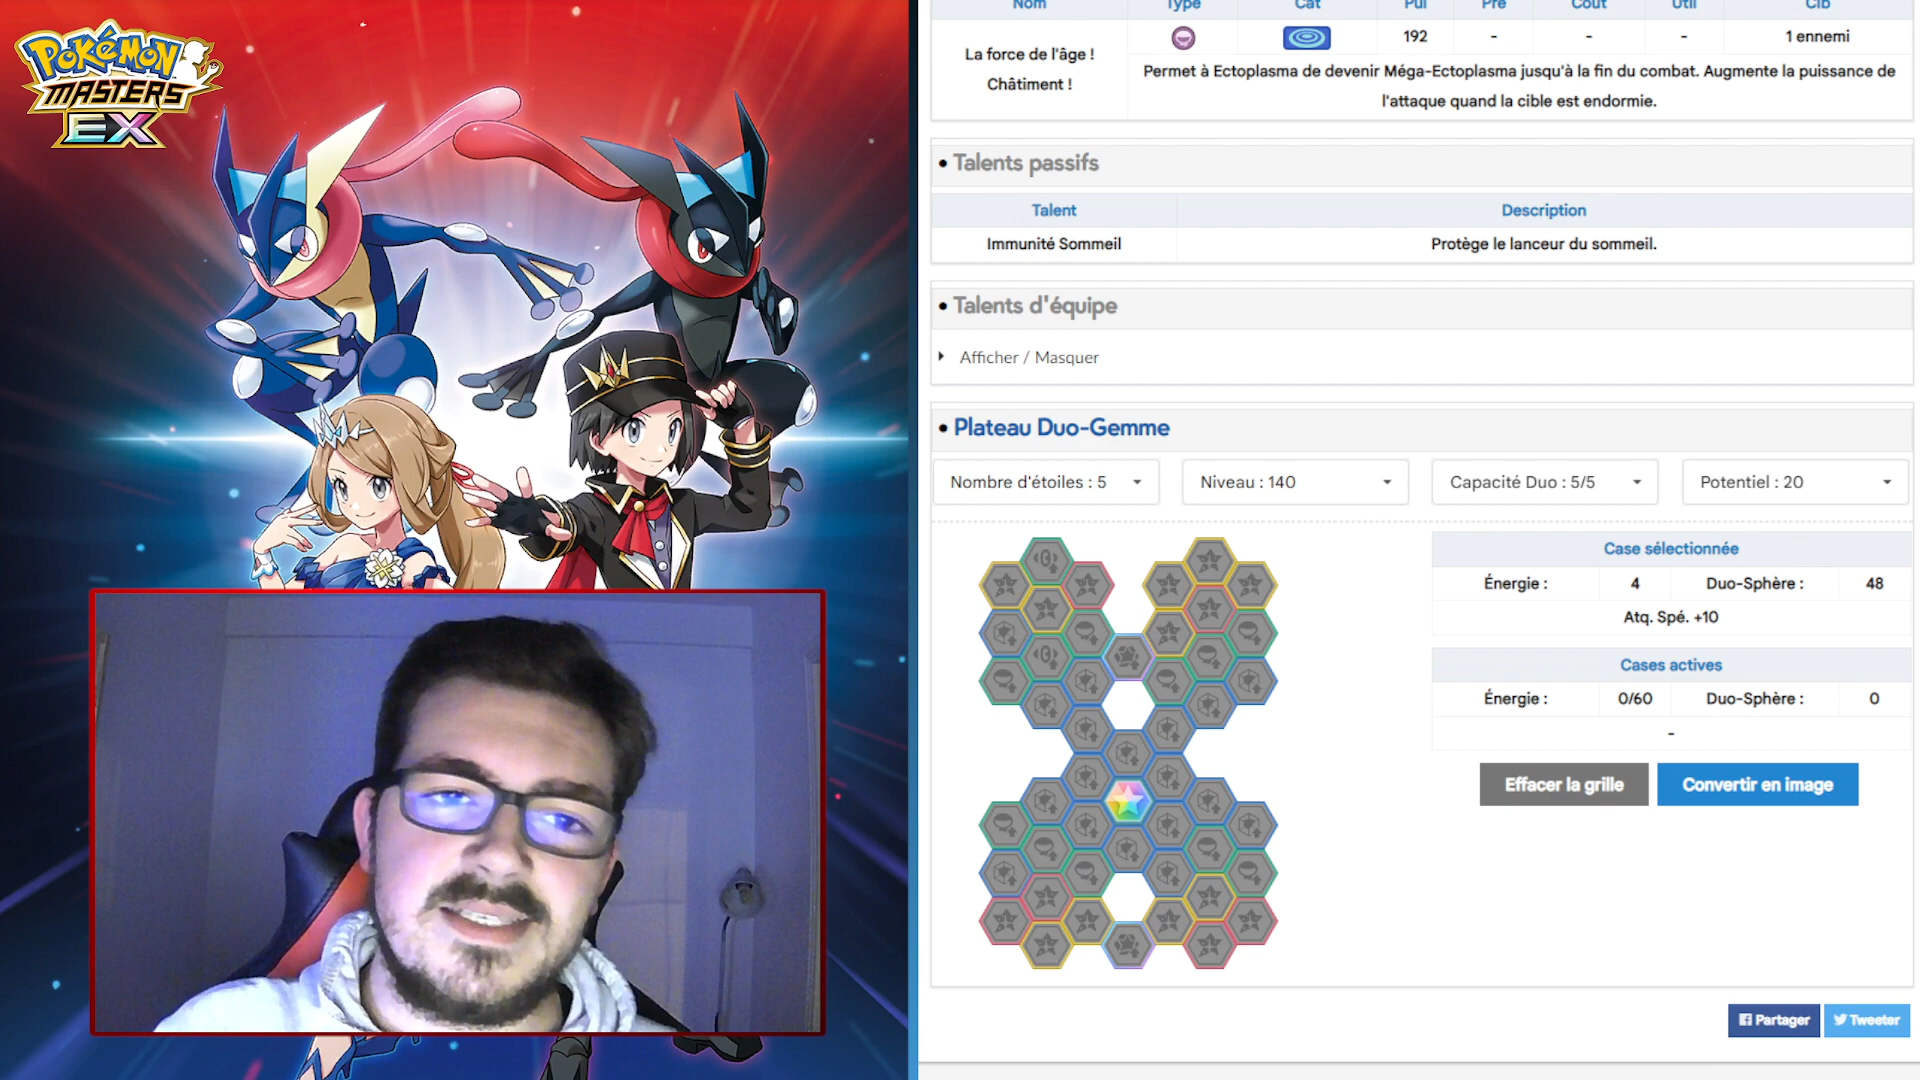 POKÉMON
MASTERS
EX
Nom Type Cat Pui Pré Coût Util Cib
La force de l'âge !
Châtiment !
192 - - - 1 ennemi
Permet à Ectoplasma de devenir Méga-Ectoplasma jusqu'à la fin du combat. Augmente la puissance de
l'attaque quand la cible est endormie.
• Talents passifs
Talent Description
Immunité Sommeil Protège le lanceur du sommeil.
• Talents d'équipe
Afficher / Masquer
• Plateau Duo-Gemme
Nombre d'étoiles : 5 Niveau : 140 Capacité Duo : 5/5 Potentiel : 20
Case sélectionnée
Énergie : 4 Duo-Sphère : 48
Atq. Spé. +10
Cases actives
Énergie : 0/60 Duo-Sphère : 0
-
Effacer la grille Convertir en image
Partager Tweeter